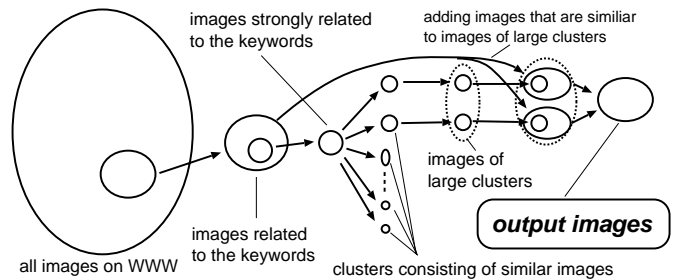 images strongly related
to the keywords
adding images that are similiar
to images of large clusters
images of
large clusters
output images
images related
to the keywords
all images on WWW
clusters consisting of similar images